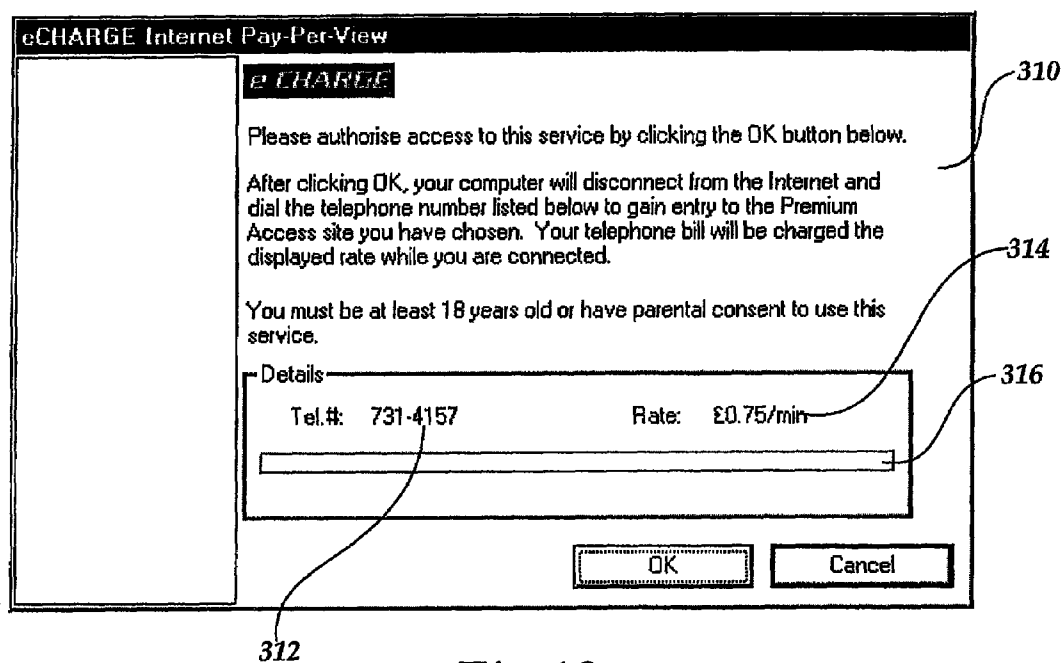 eCHARGE Internet Pay-Per-View
e CHARGE
310
Please authorise access to this service by clicking the OK button below.
After clicking OK, your computer will disconnect from the Internet and
dial the telephone number listed below to gain entry to the Premium
Access site you have chosen. Your telephone bill will be charged the
displayed rate while you are connected.
314
You must be at least 18 years old or have parental consent to use this
service.
Details
316
Tel.#: 731-4157 Rate: £0.75/min
OK Cancel
312